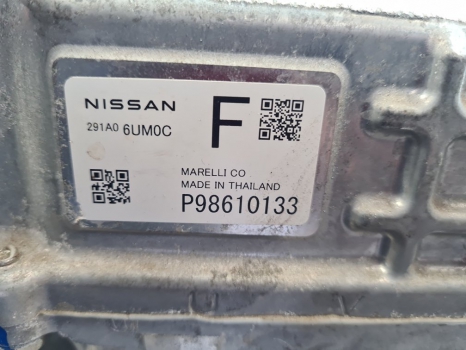 NISSAN
F
291A0 6UM0C
MARELLI CO
MADE IN THAILAND
P98610133